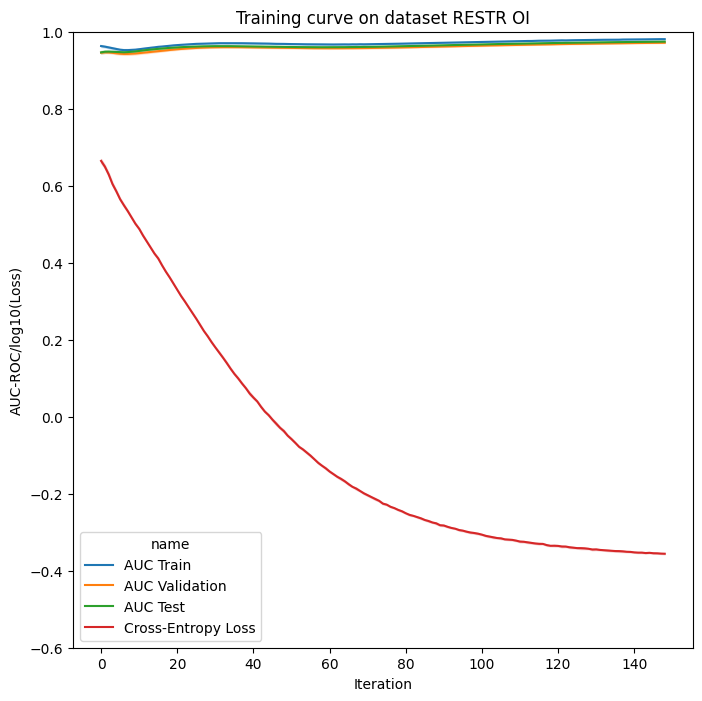 Training curve on dataset RESTR OI
1.0
0.8
0.6
0.4
0.2
0.0
−0.2
−0.4
−0.6
AUC-ROC/log10(Loss)
name
AUC Train
AUC Validation
AUC Test
Cross-Entropy Loss
0 20 40 60 80 100 120 140
Iteration